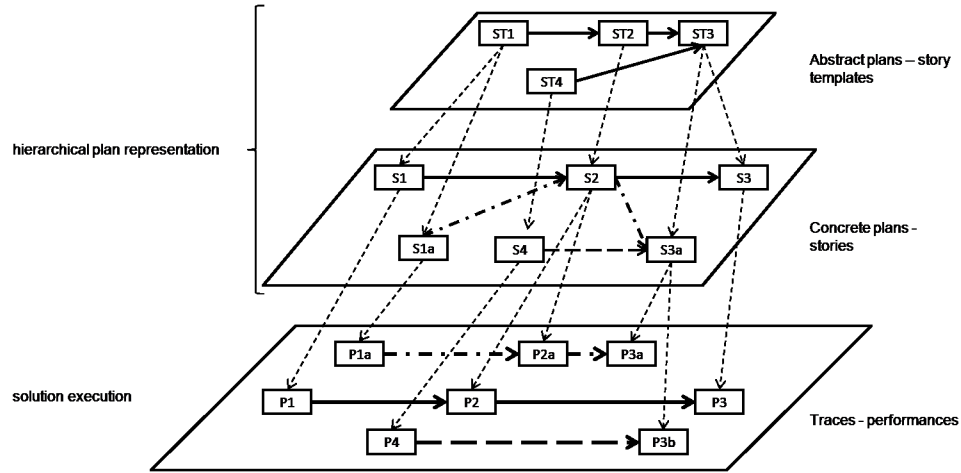 ST1
ST2
ST3
ST4
Abstract plans – story
templates
hierarchical plan representation
S1
S2
S3
S1a
S4
S3a
Concrete plans -
stories
P1a
P2a
P3a
solution execution
P1
P2
P3
P4
P3b
Traces - performances